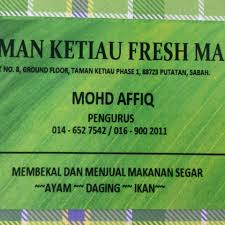 MAN KETIAU FRESH MA
T NO. 8, GROUND FLOOR, TAMAN KETIAU PHASE 1, 88723 PUTATAN, SABAH.
MOHD AFFIQ
PENGURUS
014 - 652 7542 / 016 - 900 2011
MEMBEKAL DAN MENJUAL MAKANAN SEGAR
~~AYAM ~~ DAGING ~~ IKAN~~